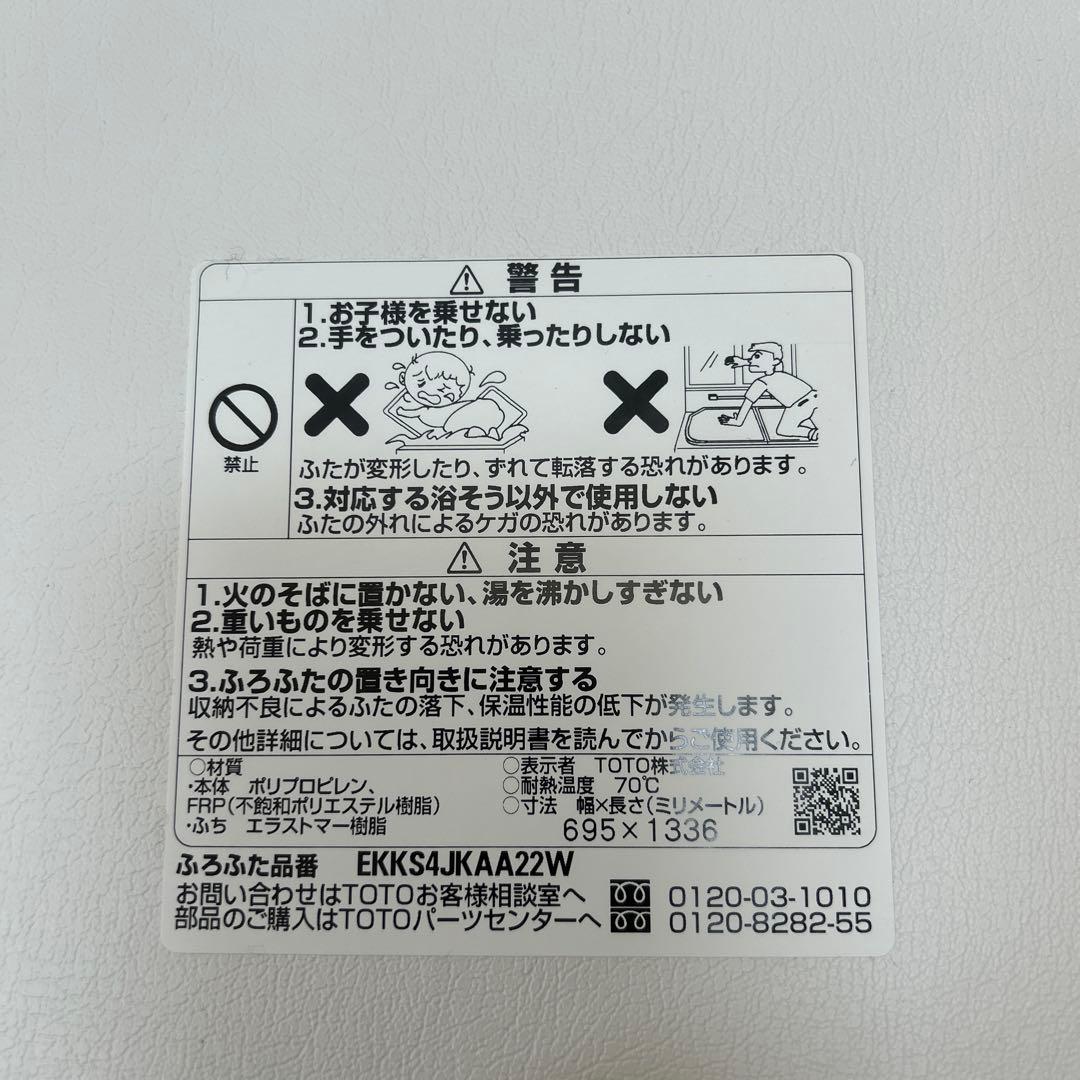 ⚠ 警告
1.お子様を乗せない
2.手をついたり、乗ったりしない
禁止
ふたが変形したり、ずれて転落する恐れがあります。
3.対応する浴そう以外で使用しない
ふたの外れによるケガの恐れがあります。
⚠ 注意
1.火のそばに置かない、湯を沸かしすぎない
2.重いものを乗せない
熱や荷重により変形する恐れがあります。
3.ふろふたの置き向きに注意する
収納不良によるふたの落下、保温性能の低下が発生します。
その他詳細については、取扱説明書を読んでからご使用ください。
○材質
・本体 ポリプロピレン、
FRP(不飽和ポリエステル樹脂)
・ふち エラストマー樹脂
○表示者 TOTO株式会社
○耐熱温度 70℃
○寸法 幅×長さ(ミリメートル)
695×1336
ふろふた品番 EKKS4JKAA22W
お問い合わせはTOTOお客様相談室へ 0120-03-1010
部品のご購入はTOTOパーツセンターへ 0120-8282-55